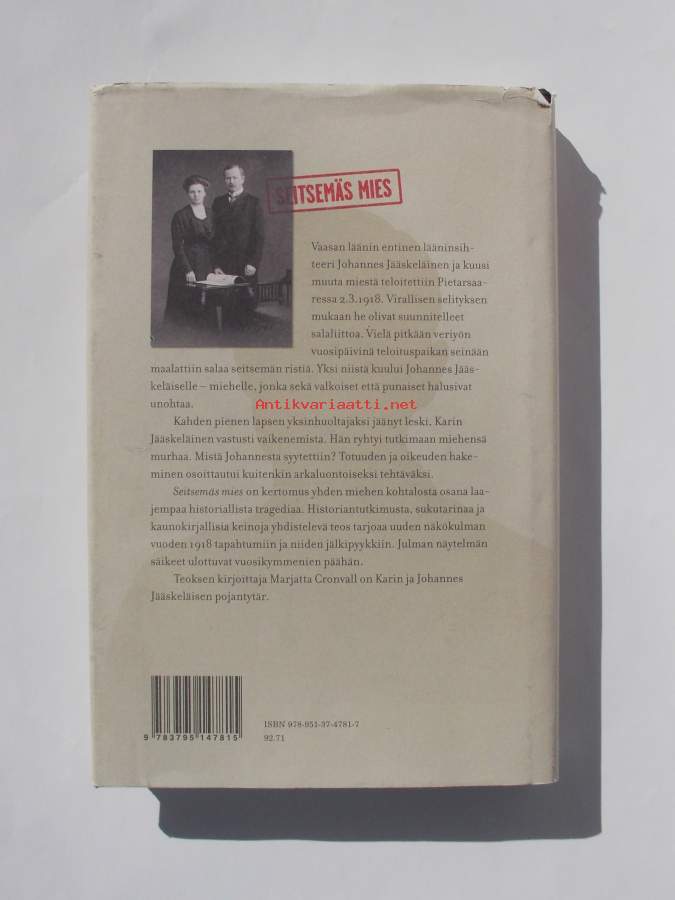 SEITSEMÄS MIES
Vaasan läänin entinen lääninsih-
teeri Johannes Jääskeläinen ja kuusi
muuta miestä teloitettiin Pietarsaa-
ressa 2.3.1918. Virallisen selityksen
mukaan he olivat suunnitelleet
salaliittoa. Vielä pitkään veriyön
vuosipäivinä teloituspaikan seinään
maalattiin salaa seitsemän ristiä. Yksi niistä kuului Johannes Jääs-
keläiselle – miehelle, jonka sekä valkoiset että punaiset halusivat
unohtaa.
Antikvariaatti.net
Kahden pienen lapsen yksinhuoltajaksi jäänyt leski, Karin
Jääskeläinen vastusti vaikenemista. Hän ryhtyi tutkimaan miehensä
murhaa. Mistä Johannesta syytettiin? Totuuden ja oikeuden hake-
minen osoittautui kuitenkin arkaluontoiseksi tehtäväksi.
Seitsemäs mies on kertomus yhden miehen kohtalosta osana laa-
jempaa historiallista tragediaa. Historiantutkimusta, sukutarinaa ja
kaunokirjallisia keinoja yhdistelevä teos tarjoaa uuden näkökulman
vuoden 1918 tapahtumiin ja niiden jälkipyykkiin. Julman näytelmän
säikeet ulottuvat vuosikymmenien päähän.
Teoksen kirjoittaja Marjatta Cronvall on Karin ja Johannes
Jääskeläisen pojantytär.
ISBN 978-951-37-4781-7
92.71
9 783795 147815